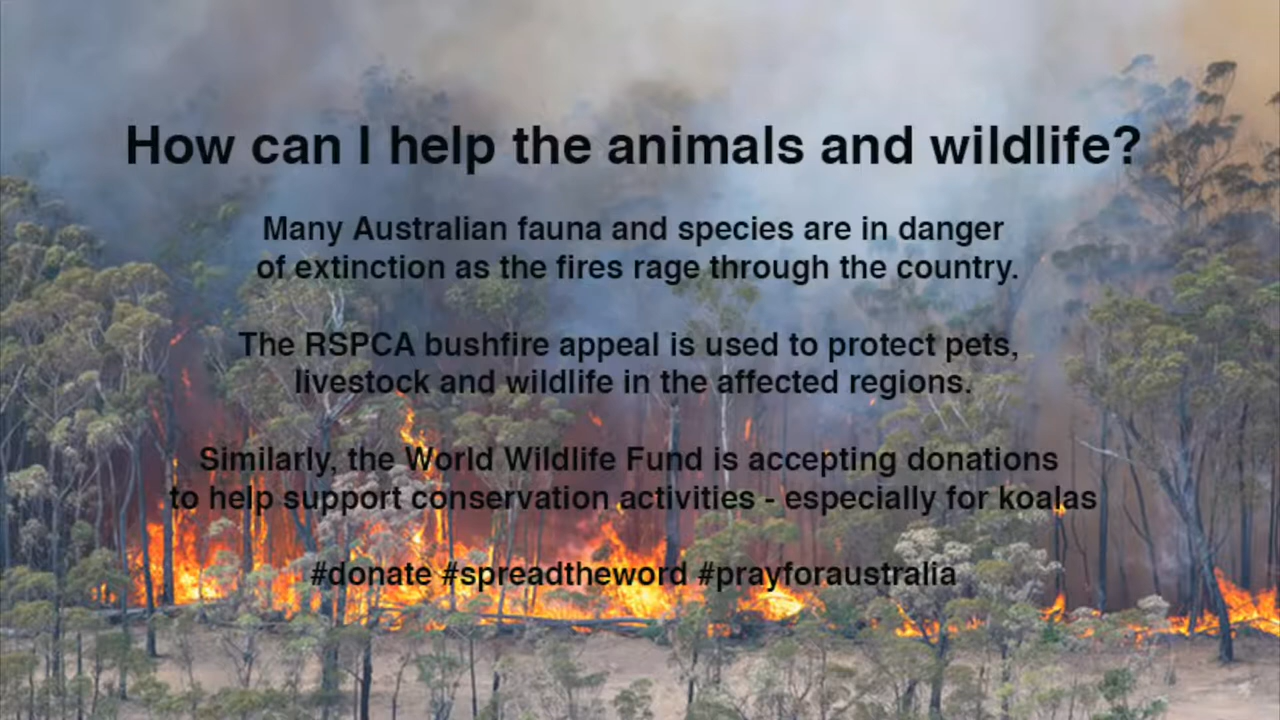 How can I help the animals and wildlife?
Many Australian fauna and species are in danger
of extinction as the fires rage through the country.
The RSPCA bushfire appeal is used to protect pets,
livestock and wildlife in the affected regions.
Similarly, the World Wildlife Fund is accepting donations
to help support conservation activities - especially for koalas
#donate #spreadtheword #prayforaustralia